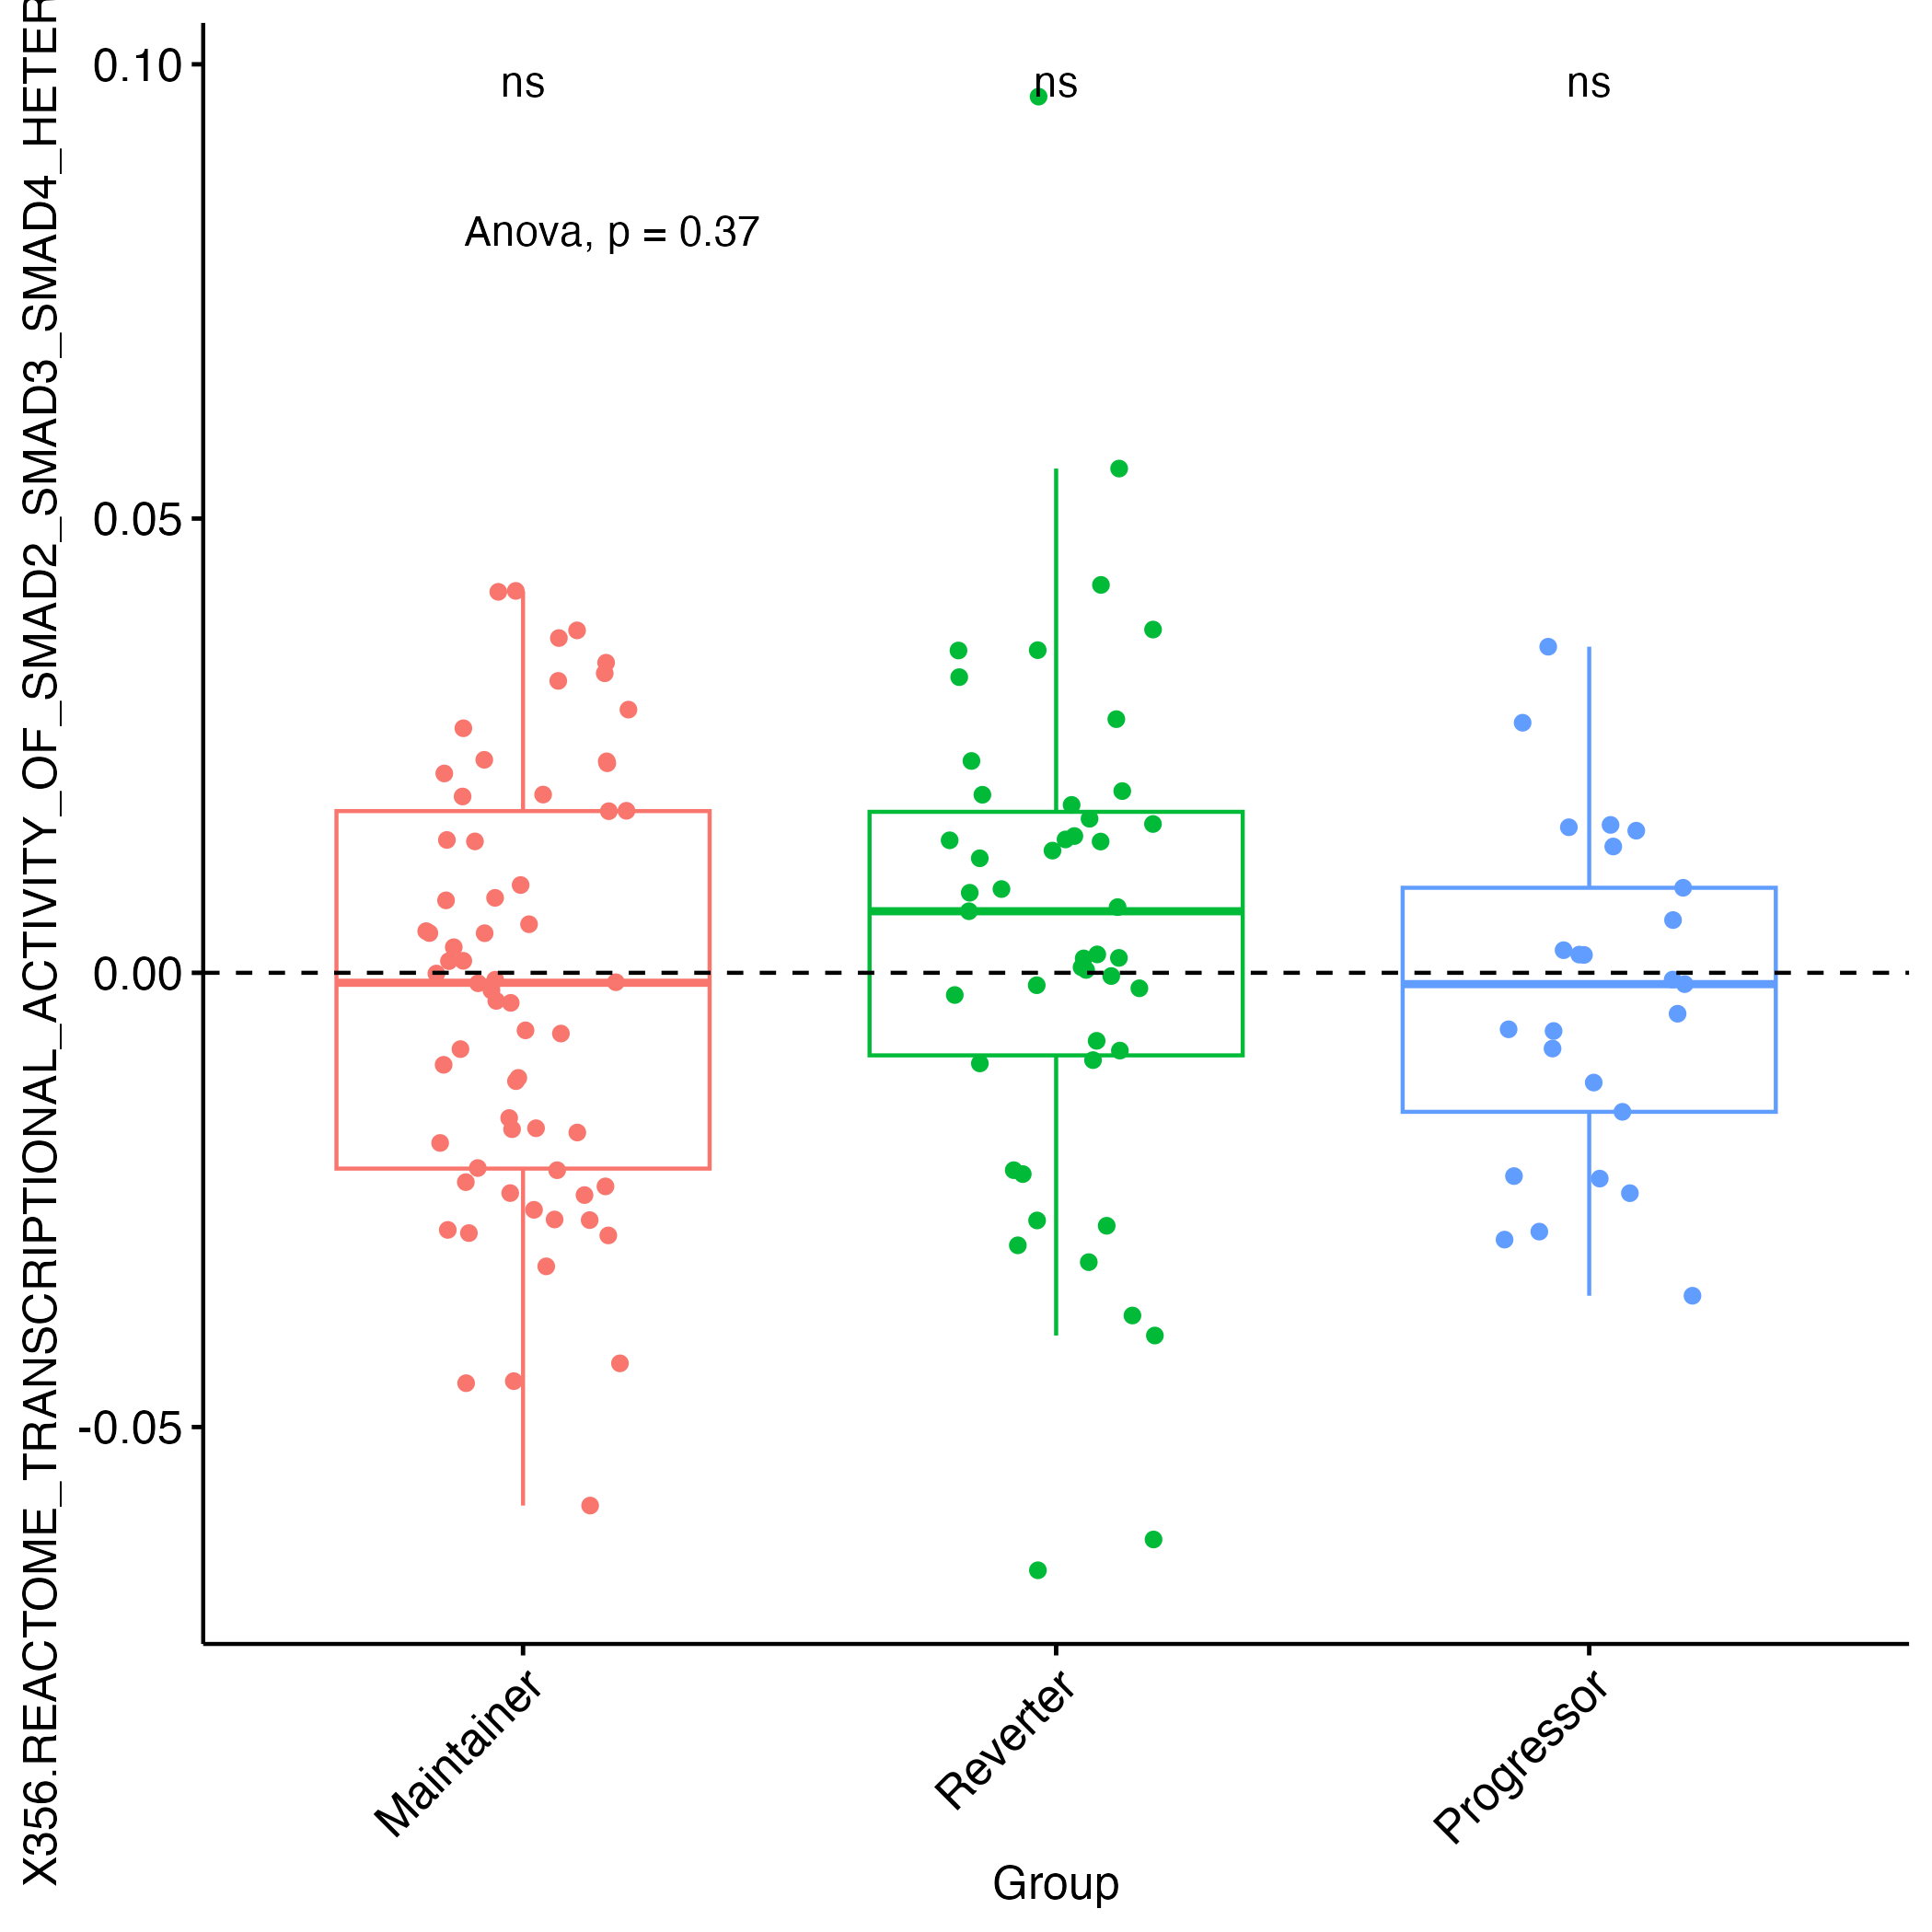 X356.REACTOME_TRANSCRIPTIONAL_ACTIVITY_OF_SMAD2_SMAD3_SMAD4_HETER
0.10
0.05
0.00
-0.05
ns
ns
ns
Anova, p = 0.37
Maintainer
Reverter
Progressor
Group